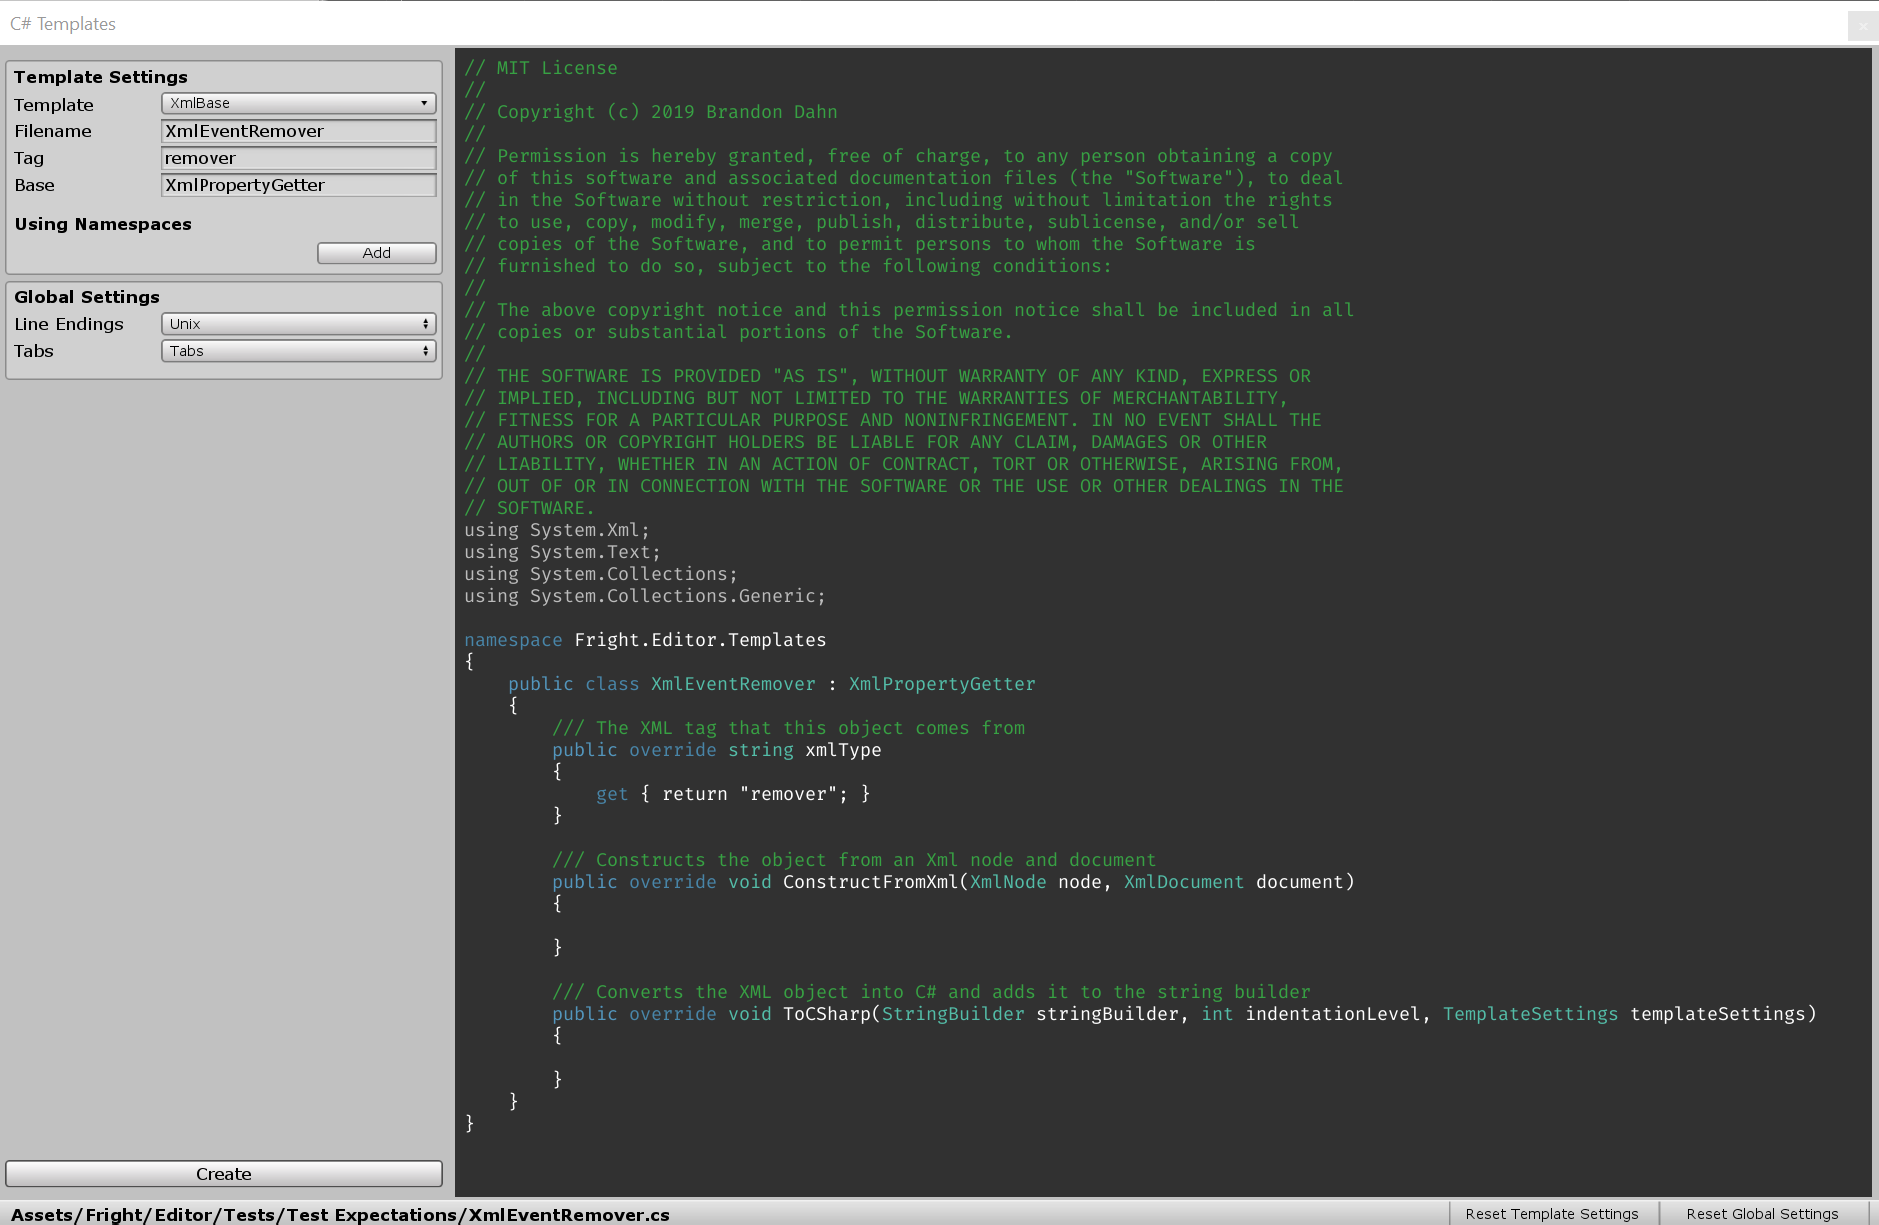 C# Templates
Template Settings
Template XmlBase
Filename XmlEventRemover
Tag remover
Base XmlPropertyGetter
Using Namespaces
Add
Global Settings
Line Endings Unix
Tabs Tabs
Create
// MIT License
//
// Copyright (c) 2019 Brandon Dahn
//
// Permission is hereby granted, free of charge, to any person obtaining a copy
// of this software and associated documentation files (the "Software"), to deal
// in the Software without restriction, including without limitation the rights
// to use, copy, modify, merge, publish, distribute, sublicense, and/or sell
// copies of the Software, and to permit persons to whom the Software is
// furnished to do so, subject to the following conditions:
//
// The above copyright notice and this permission notice shall be included in all
// copies or substantial portions of the Software.
//
// THE SOFTWARE IS PROVIDED "AS IS", WITHOUT WARRANTY OF ANY KIND, EXPRESS OR
// IMPLIED, INCLUDING BUT NOT LIMITED TO THE WARRANTIES OF MERCHANTABILITY,
// FITNESS FOR A PARTICULAR PURPOSE AND NONINFRINGEMENT. IN NO EVENT SHALL THE
// AUTHORS OR COPYRIGHT HOLDERS BE LIABLE FOR ANY CLAIM, DAMAGES OR OTHER
// LIABILITY, WHETHER IN AN ACTION OF CONTRACT, TORT OR OTHERWISE, ARISING FROM,
// OUT OF OR IN CONNECTION WITH THE SOFTWARE OR THE USE OR OTHER DEALINGS IN THE
// SOFTWARE.
using System.Xml;
using System.Text;
using System.Collections;
using System.Collections.Generic;

namespace Fright.Editor.Templates
{
    public class XmlEventRemover : XmlPropertyGetter
    {
        /// The XML tag that this object comes from
        public override string xmlType
        {
            get { return "remover"; }
        }

        /// Constructs the object from an Xml node and document
        public override void ConstructFromXml(XmlNode node, XmlDocument document)
        {

        }

        /// Converts the XML object into C# and adds it to the string builder
        public override void ToCSharp(StringBuilder stringBuilder, int indentationLevel, TemplateSettings templateSettings)
        {

        }
    }
}
Assets/Fright/Editor/Tests/Test Expectations/XmlEventRemover.cs
Reset Template Settings
Reset Global Settings